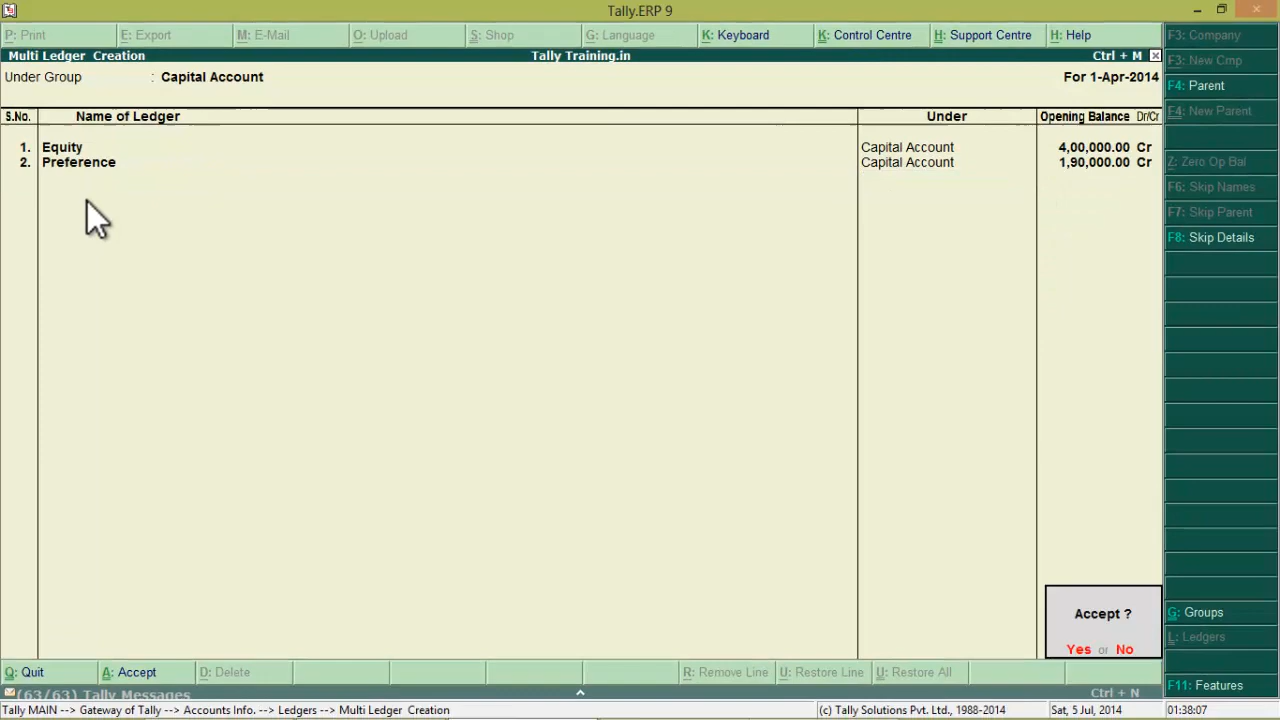 Tally.ERP 9
P: Print E: Export M: E-Mail O: Upload S: Shop G: Language K: Keyboard K: Control Centre H: Support Centre H: Help
F3: Company
Multi Ledger Creation Tally Training.in Ctrl + M
F3: New Cmp
Under Group : Capital Account For 1-Apr-2014
F4: Parent
F4: New Parent
S.No. Name of Ledger Under Opening Balance Dr/Cr
1. Equity Capital Account 4,00,000.00 Cr
2. Preference Capital Account 1,90,000.00 Cr
Z: Zero Op Bal
F6: Skip Names
F7: Skip Parent
F8: Skip Details
Accept ?
Yes or No
G: Groups
L: Ledgers
Q: Quit A: Accept D: Delete R: Remove Line U: Restore Line U: Restore All
F11: Features
(63/63) Tally Messages Ctrl + N
Tally MAIN --> Gateway of Tally --> Accounts Info. --> Ledgers --> Multi Ledger Creation (c) Tally Solutions Pvt. Ltd., 1988-2014 Sat, 5 Jul, 2014 01:38:07